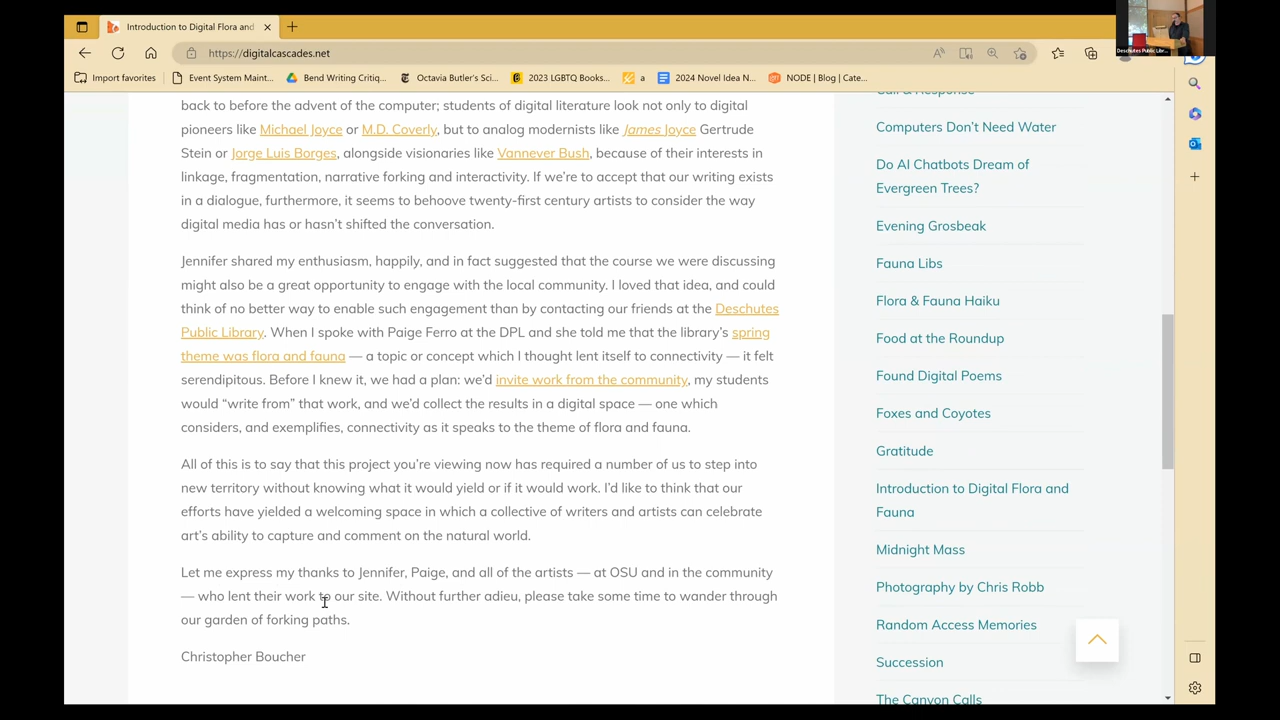 Introduction to Digital Flora and
Deschutes Public Libr...
https://digitalcascades.net
Import favorites
Event System Maint...
Bend Writing Critiq...
Octavia Butler's Sci...
2023 LGBTQ Books...
a
2024 Novel Idea N...
NODE | Blog | Cate...
back to before the advent of the computer; students of digital literature look not only to digital
pioneers like Michael Joyce or M.D. Coverly, but to analog modernists like James Joyce Gertrude
Stein or Jorge Luis Borges, alongside visionaries like Vannever Bush, because of their interests in
linkage, fragmentation, narrative forking and interactivity. If we're to accept that our writing exists
in a dialogue, furthermore, it seems to behoove twenty-first century artists to consider the way
digital media has or hasn't shifted the conversation.
Jennifer shared my enthusiasm, happily, and in fact suggested that the course we were discussing
might also be a great opportunity to engage with the local community. I loved that idea, and could
think of no better way to enable such engagement than by contacting our friends at the Deschutes
Public Library. When I spoke with Paige Ferro at the DPL and she told me that the library's spring
theme was flora and fauna — a topic or concept which I thought lent itself to connectivity — it felt
serendipitous. Before I knew it, we had a plan: we'd invite work from the community, my students
would "write from" that work, and we'd collect the results in a digital space — one which
considers, and exemplifies, connectivity as it speaks to the theme of flora and fauna.
All of this is to say that this project you're viewing now has required a number of us to step into
new territory without knowing what it would yield or if it would work. I'd like to think that our
efforts have yielded a welcoming space in which a collective of writers and artists can celebrate
art's ability to capture and comment on the natural world.
Let me express my thanks to Jennifer, Paige, and all of the artists — at OSU and in the community
— who lent their work to our site. Without further adieu, please take some time to wander through
our garden of forking paths.
Christopher Boucher
Call & Response
Computers Don't Need Water
Do AI Chatbots Dream of
Evergreen Trees?
Evening Grosbeak
Fauna Libs
Flora & Fauna Haiku
Food at the Roundup
Found Digital Poems
Foxes and Coyotes
Gratitude
Introduction to Digital Flora and
Fauna
Midnight Mass
Photography by Chris Robb
Random Access Memories
Succession
The Canyon Calls